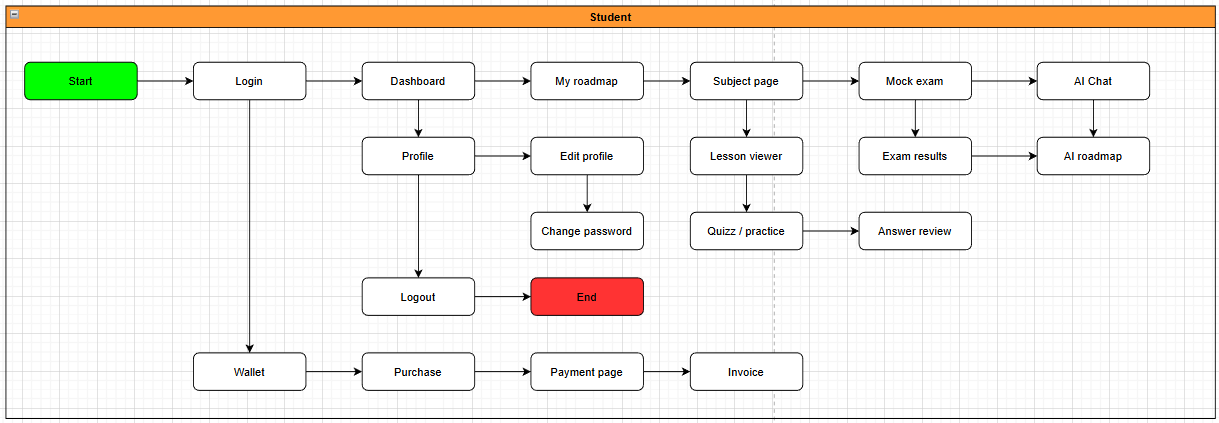 Student
Start
Login
Dashboard
My roadmap
Subject page
Mock exam
AI Chat
Profile
Edit profile
Lesson viewer
Exam results
AI roadmap
Change password
Quizz / practice
Answer review
Logout
End
Wallet
Purchase
Payment page
Invoice